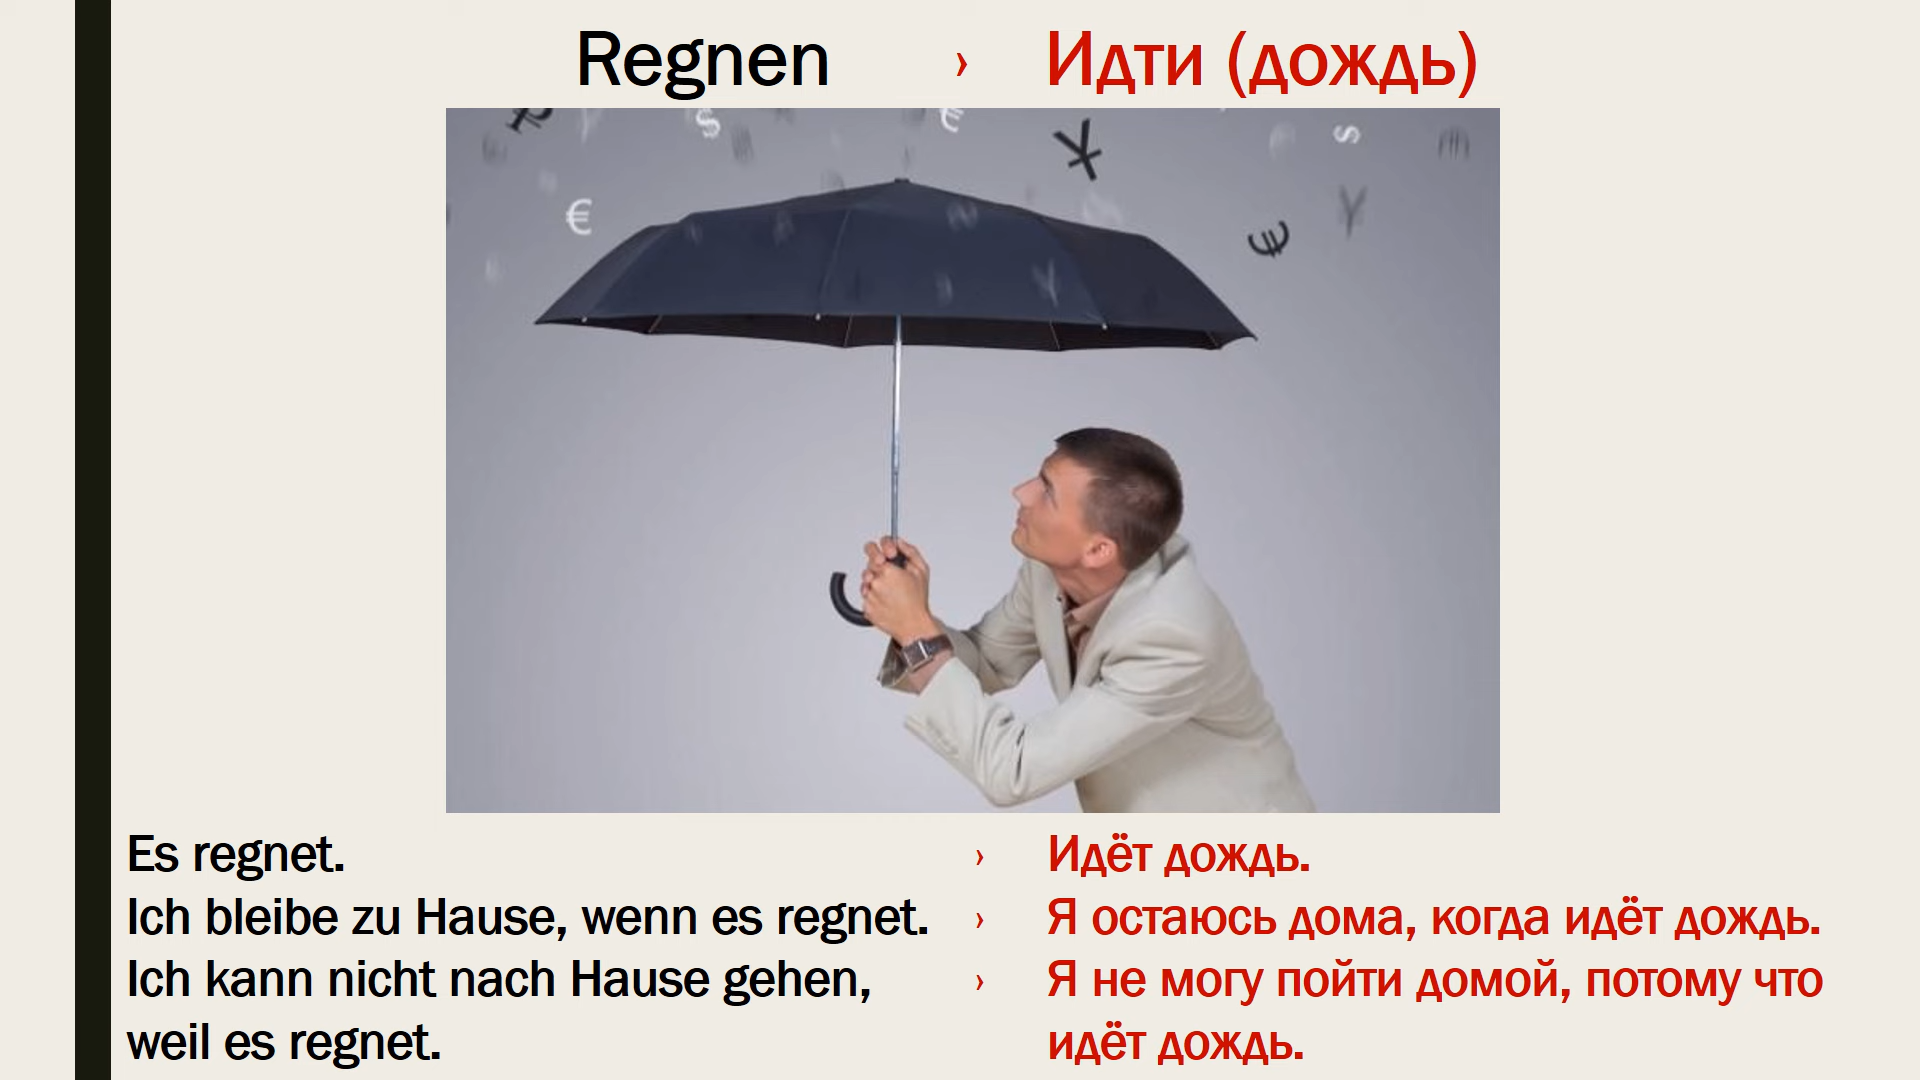 Regnen › Идти (дождь)
Es regnet.
Ich bleibe zu Hause, wenn es regnet.
Ich kann nicht nach Hause gehen,
weil es regnet.
› Идёт дождь.
› Я остаюсь дома, когда идёт дождь.
› Я не могу пойти домой, потому что
идёт дождь.